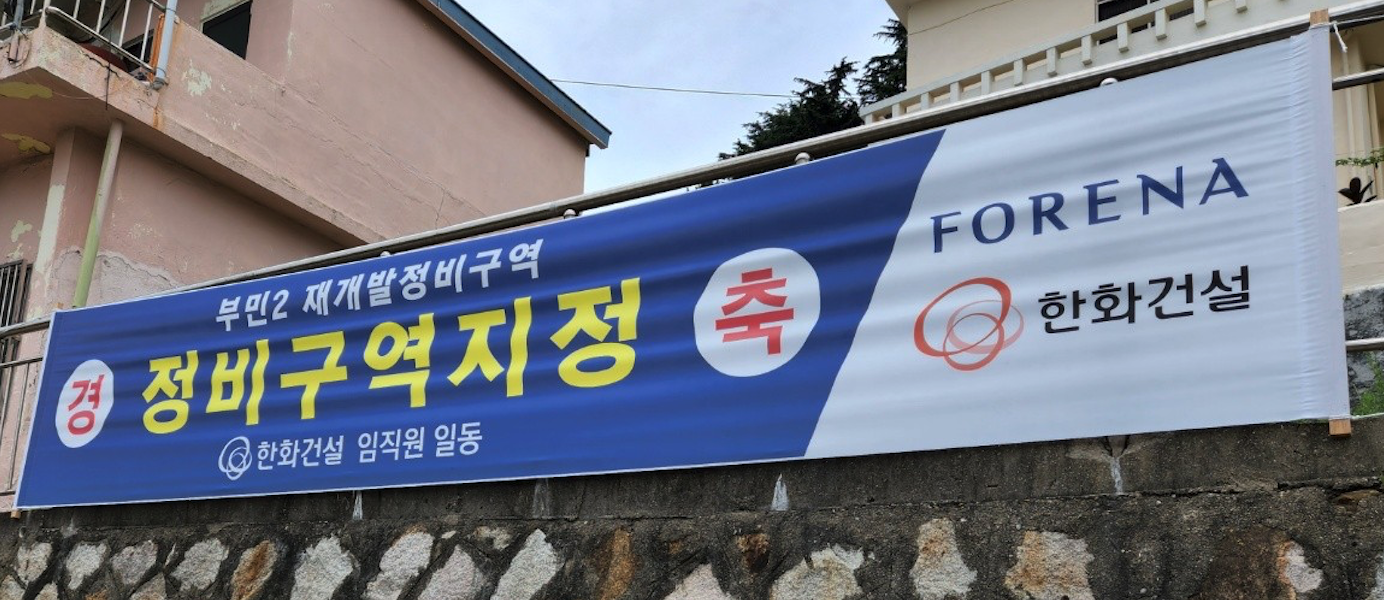 부민2 재개발정비구역
경 정비구역지정 축
한화건설 임직원 일동
FORENA
한화건설